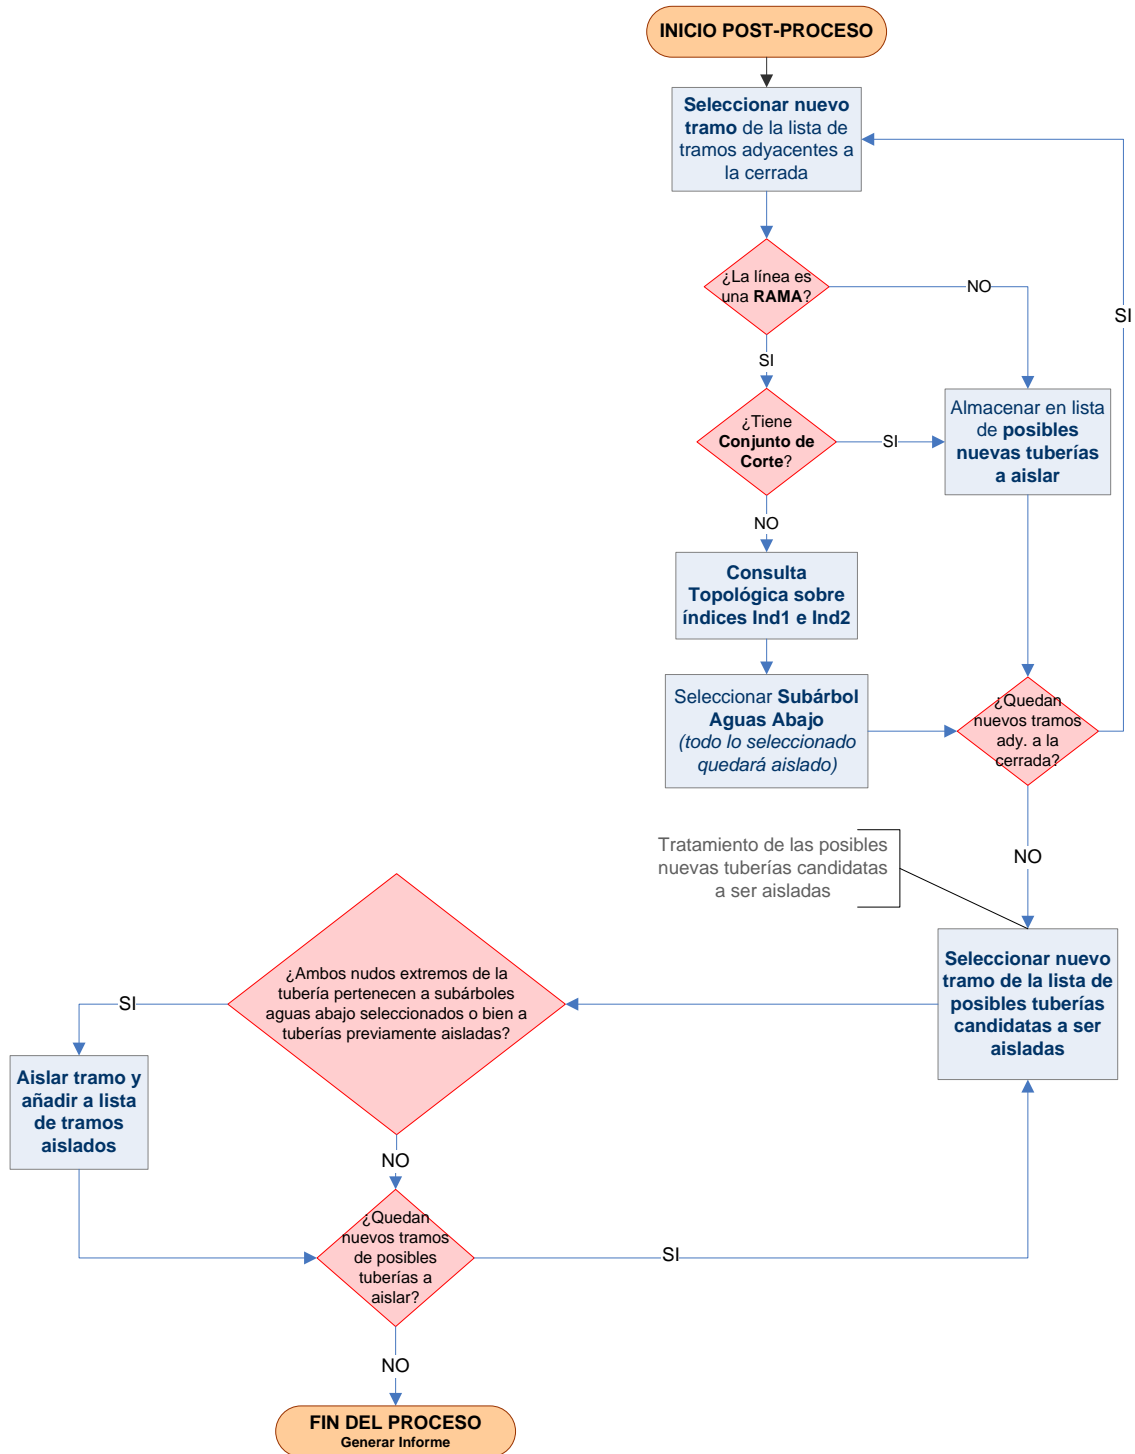 INICIO POST-PROCESO
Seleccionar nuevo
tramo de la lista de
tramos adyacentes a
la cerrada
¿La línea es
una RAMA?
NO
SI
SI
¿Tiene
Conjunto de
Corte?
SI
Almacenar en lista
de posibles
nuevas tuberías
a aislar
NO
Consulta
Topológica sobre
índices Ind1 e Ind2
Seleccionar Subárbol
Aguas Abajo
(todo lo seleccionado
quedará aislado)
¿Quedan
nuevos tramos
ady. a la
cerrada?
NO
Tratamiento de las posibles
nuevas tuberías candidatas
a ser aisladas
Seleccionar nuevo
tramo de la lista de
posibles tuberías
candidatas a ser
aisladas
¿Ambos nudos extremos de la
tubería pertenecen a subárboles
aguas abajo seleccionados o bien a
tuberías previamente aisladas?
SI
Aislar tramo y
añadir a lista
de tramos
aislados
NO
¿Quedan
nuevos tramos
de posibles
tuberías a
aislar?
SI
NO
FIN DEL PROCESO
Generar Informe